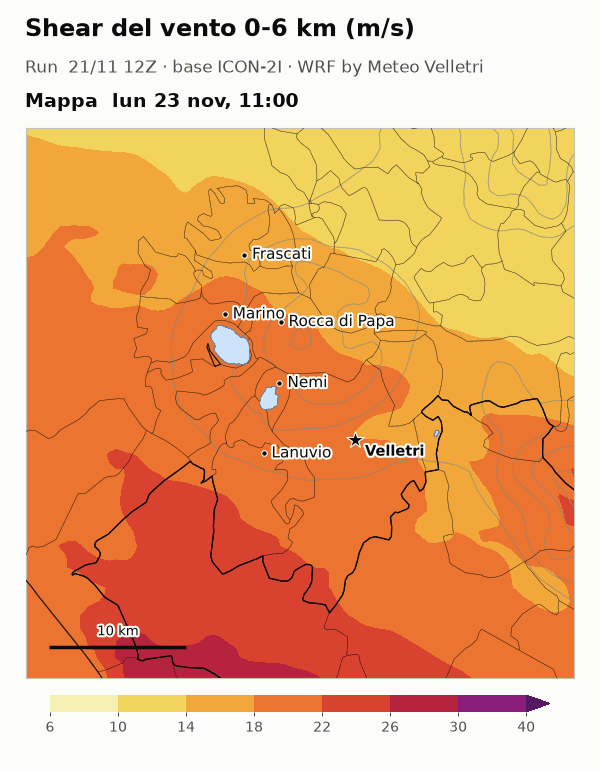 Shear del vento 0-6 km (m/s)
Run  21/11 12Z · base ICON-2I · WRF by Meteo Velletri
Mappa  lun 23 nov, 11:00
Frascati
Marino
Rocca di Papa
Nemi
Velletri
Lanuvio
10 km
6 10 14 18 22 26 30 40